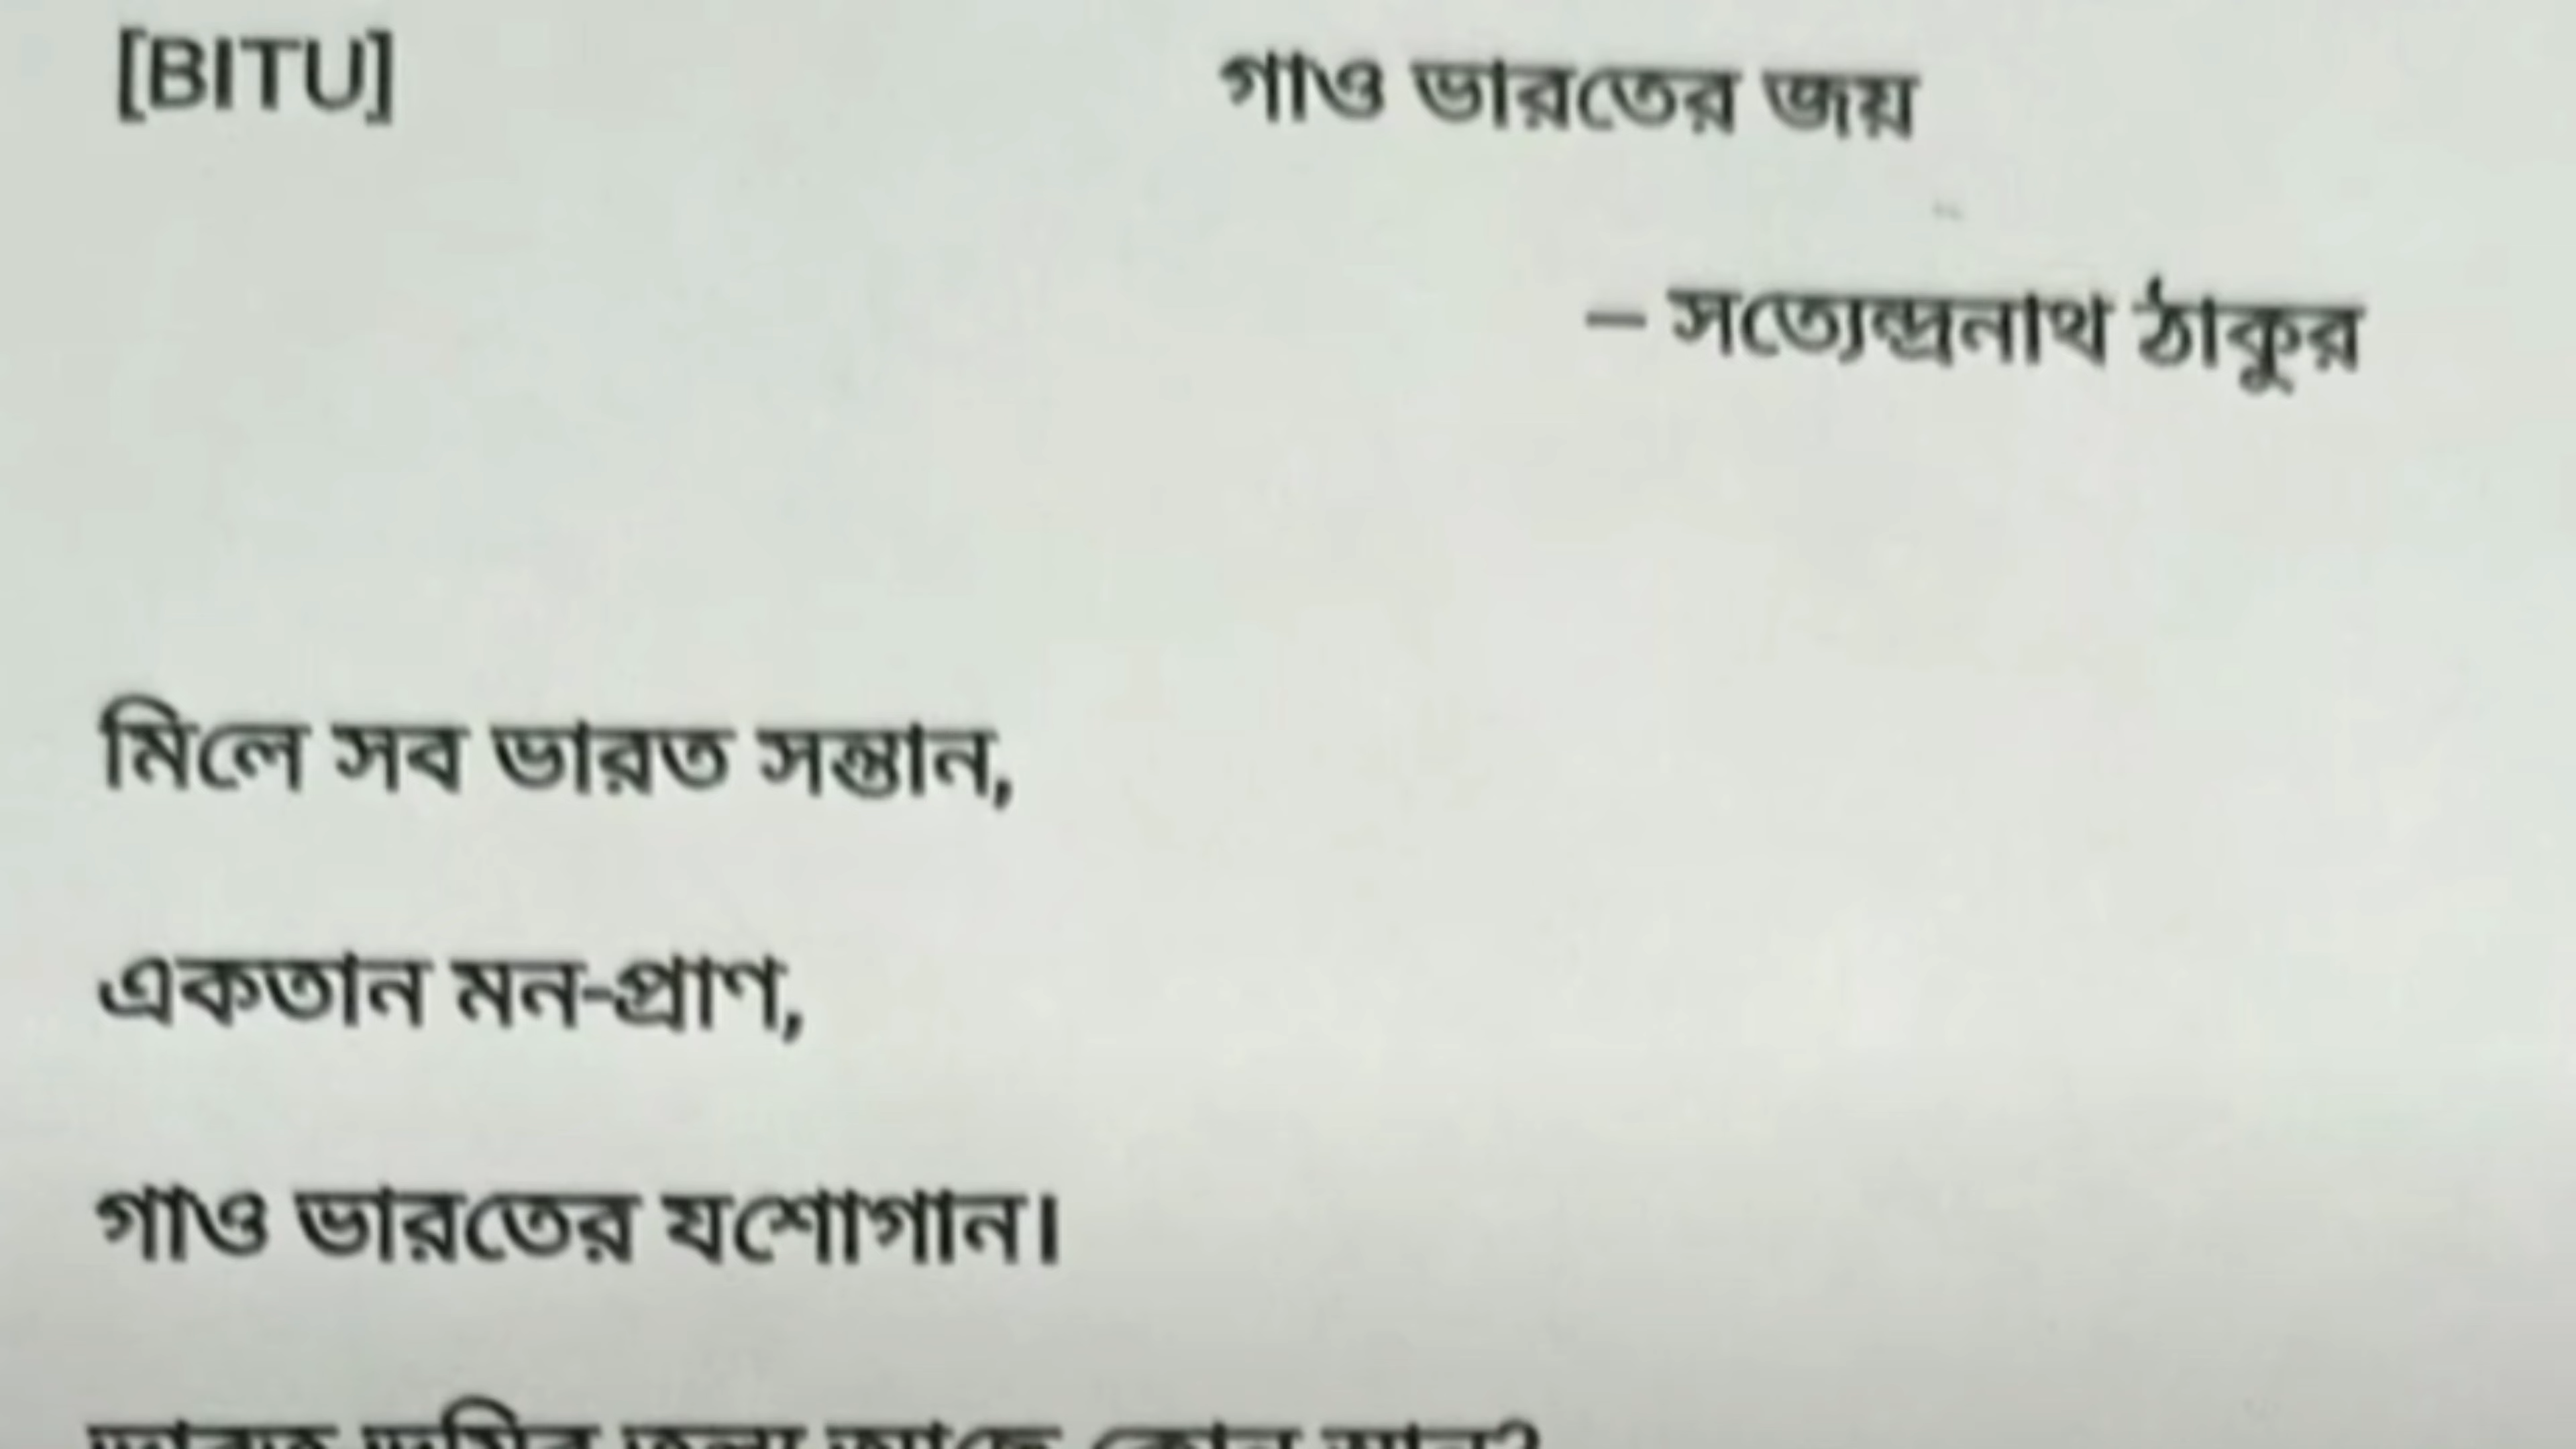 [BITU] গাও ভারতের জয়
– সত্যেন্দ্রনাথ ঠাকুর
মিলে সব ভারত সন্তান,
একতান মন-প্রাণ,
গাও ভারতের যশোগান।